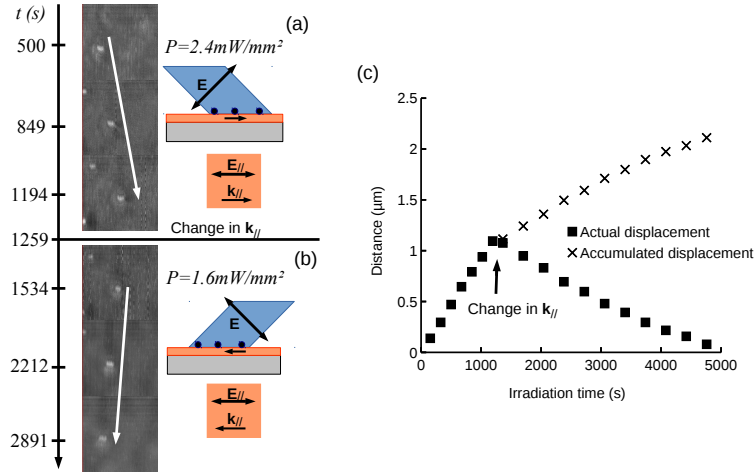 t (s)
500
849
1194
1259
1534
2212
2891
(a)
P=2.4mW/mm²
E
E//
k//
Change in k//
(b)
P=1.6mW/mm²
E
E//
k//
(c)
2.5
2
1.5
1
0.5
0
Distance (µm)
Actual displacement
Accumulated displacement
Change in k//
0 1000 2000 3000 4000 5000
Irradiation time (s)